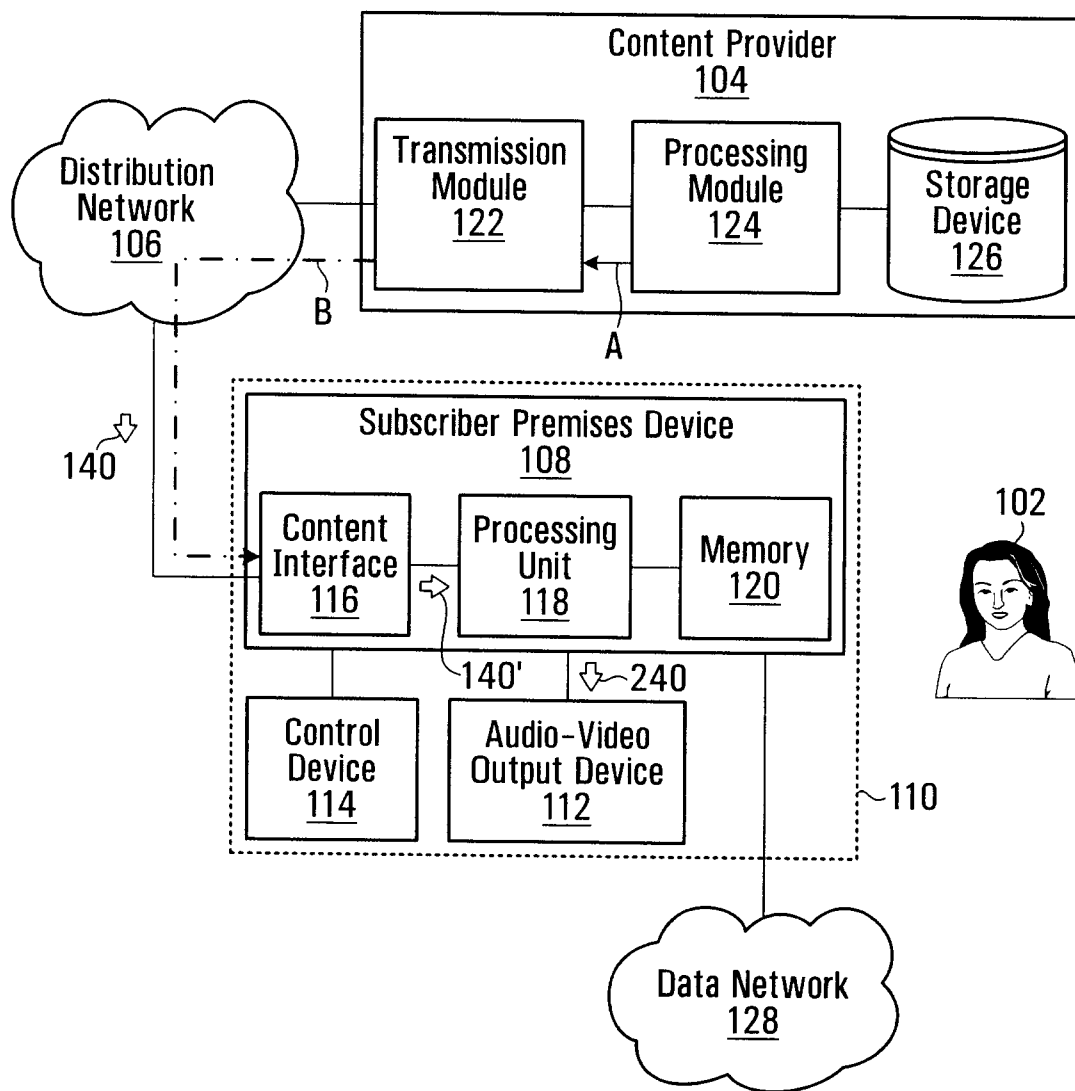 Content Provider
104
Transmission
Module
122
Processing
Module
124
Storage
Device
126
Distribution
Network
106
B
A
140
Subscriber Premises Device
108
Content
Interface
116
Processing
Unit
118
Memory
120
102
140'
240
Control
Device
114
Audio-Video
Output Device
112
110
Data Network
128